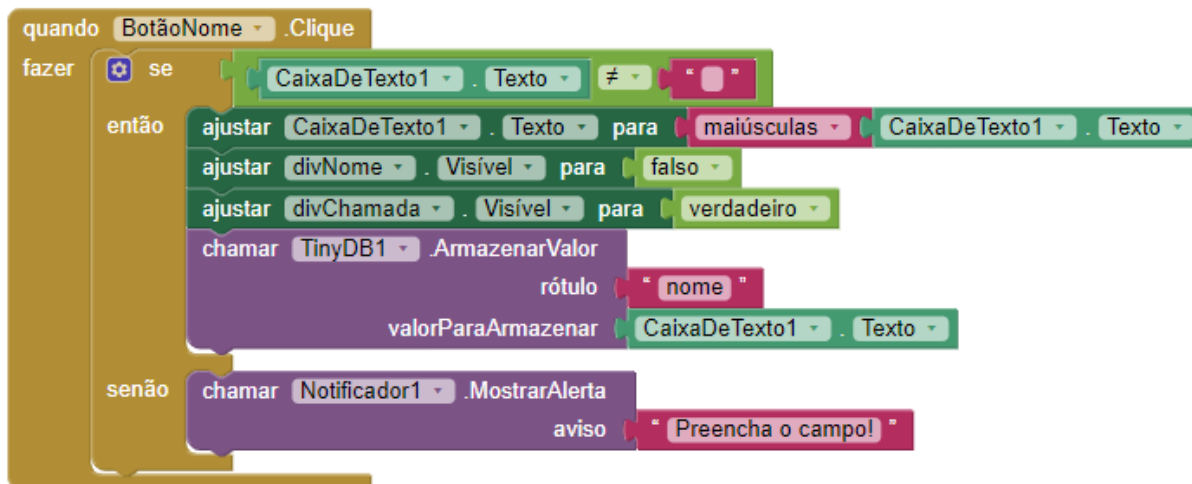 quando BotãoNome .Clique
fazer se CaixaDeTexto1 . Texto ≠ “ ”
então ajustar CaixaDeTexto1 . Texto para maiúsculas CaixaDeTexto1 . Texto
ajustar divNome . Visível para falso
ajustar divChamada . Visível para verdadeiro
chamar TinyDB1 .ArmazenarValor
rótulo “ nome ”
valorParaArmazenar CaixaDeTexto1 . Texto
senão chamar Notificador1 .MostrarAlerta
aviso “ Preencha o campo! ”